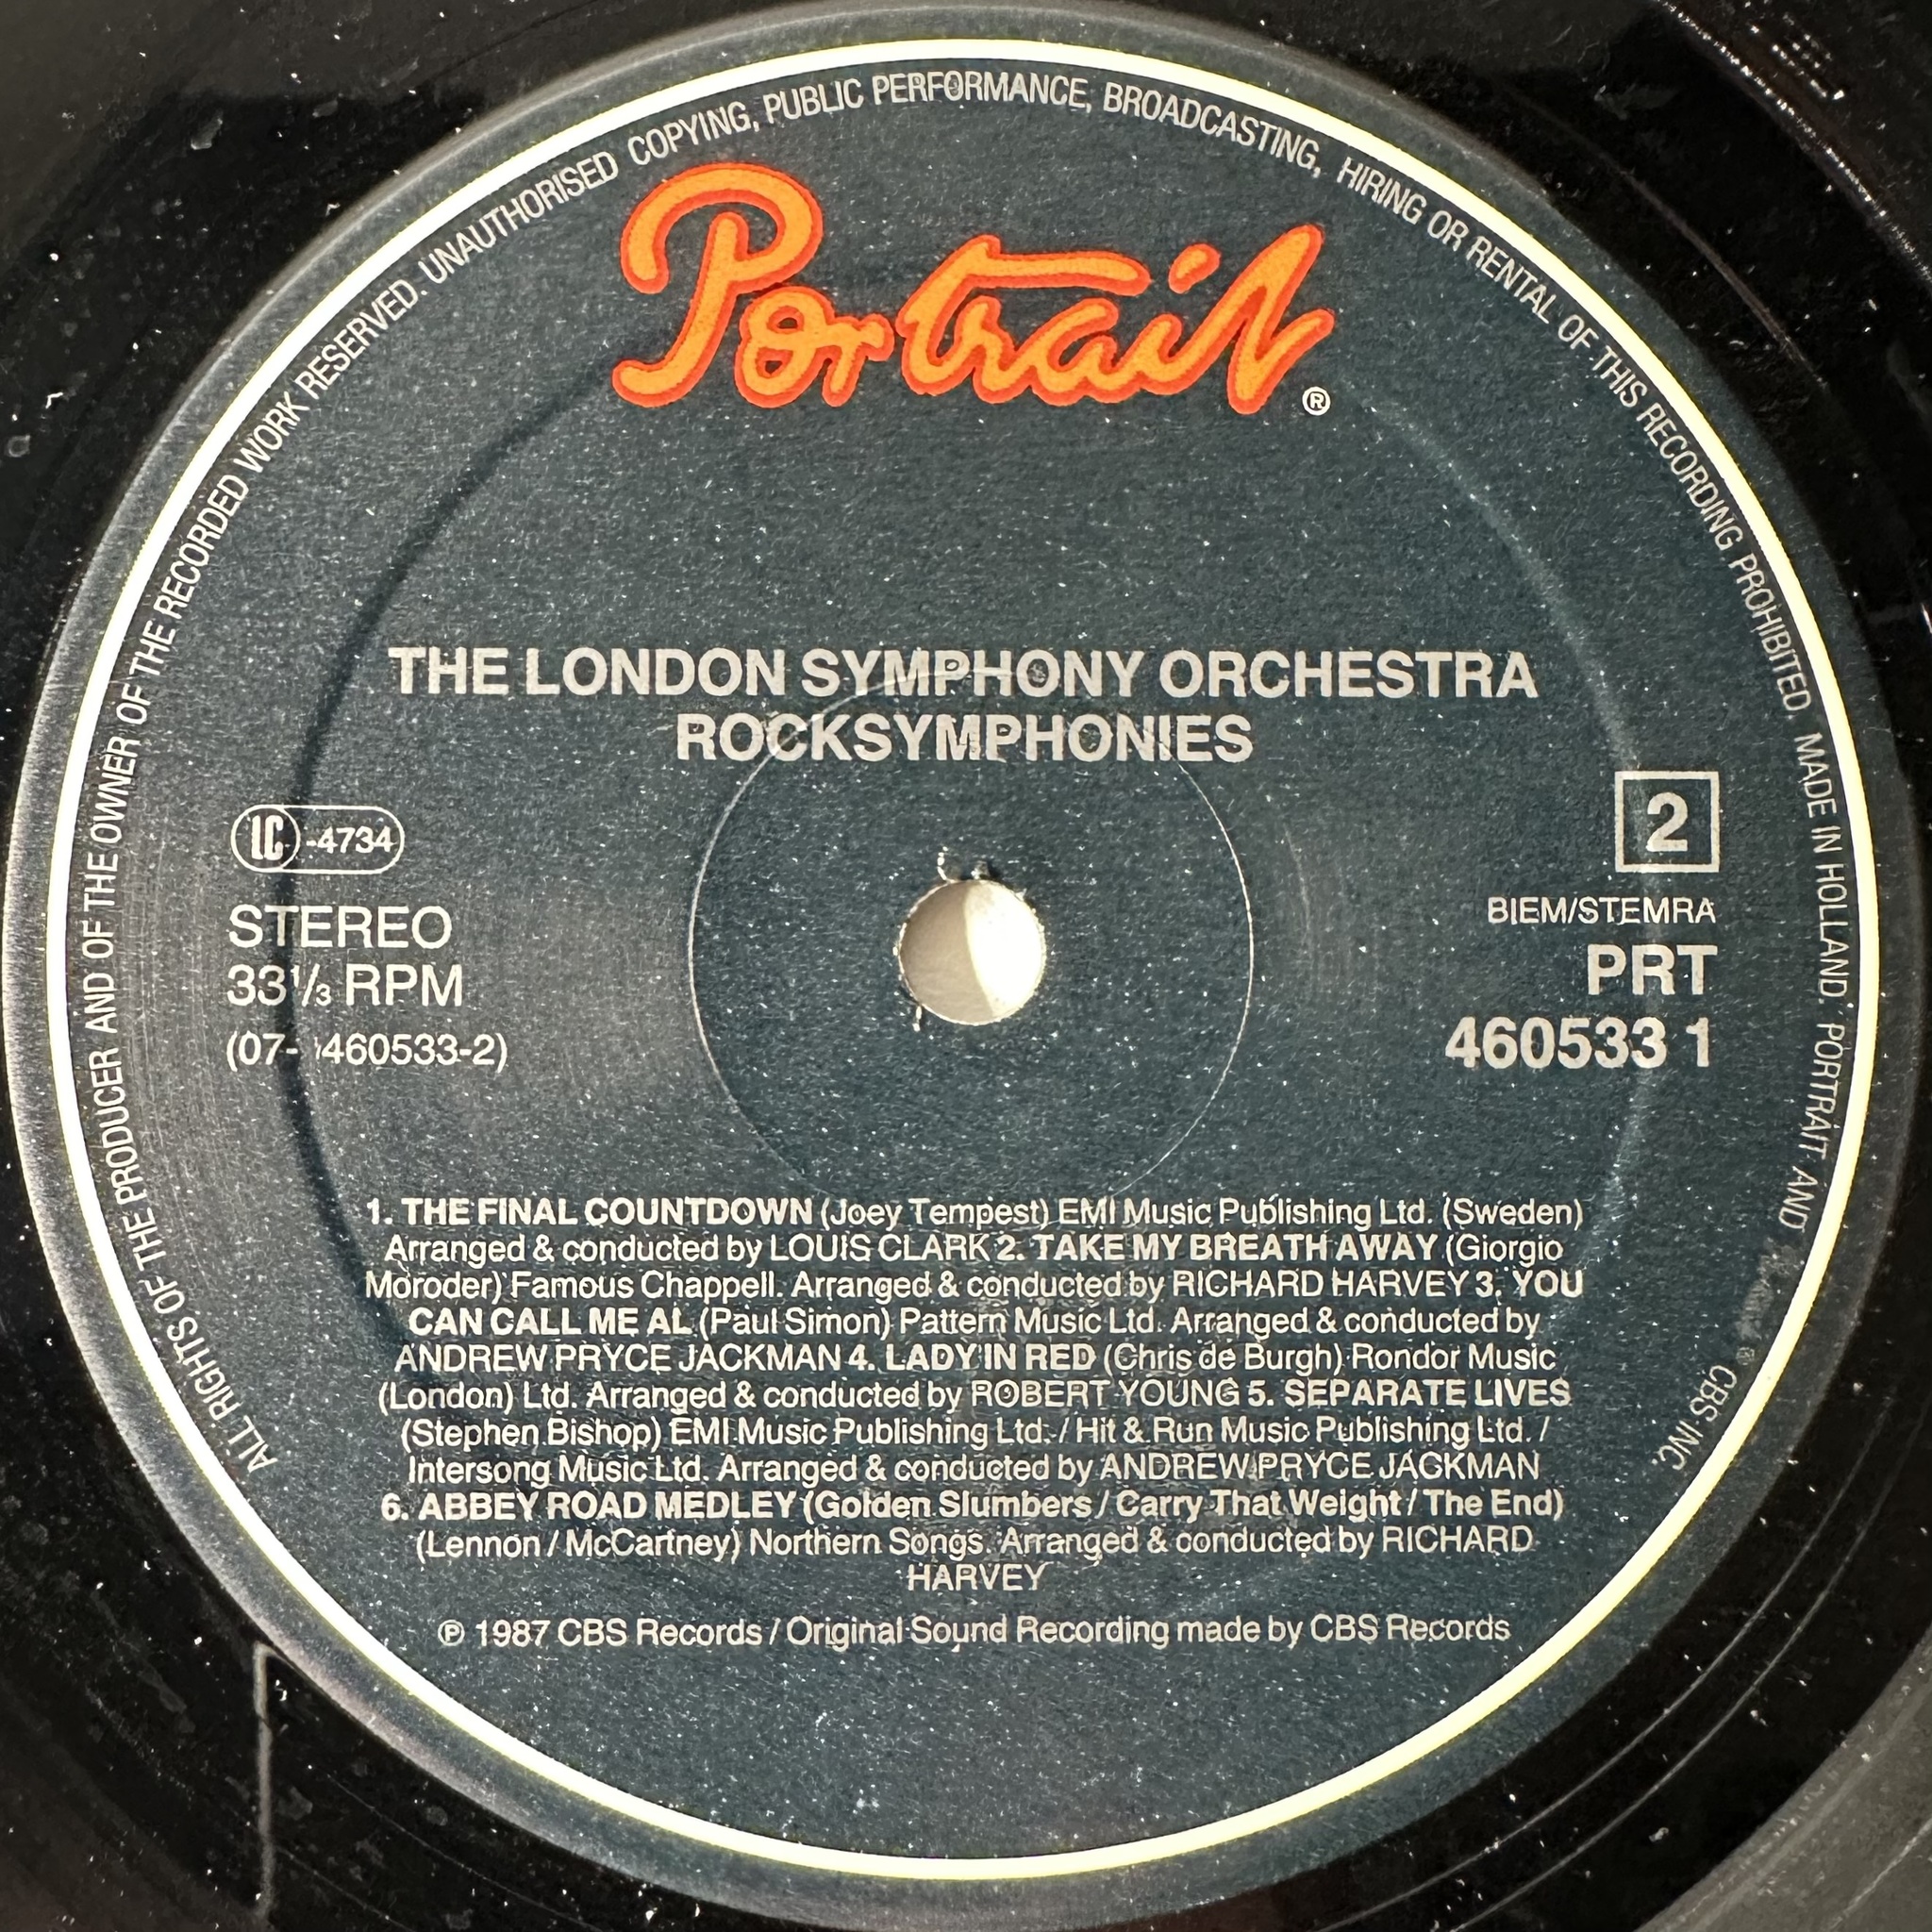 ALL RIGHTS OF THE PRODUCER AND OF THE OWNER OF THE RECORDED WORK RESERVED. UNAUTHORISED COPYING, PUBLIC PERFORMANCE, BROADCASTING, HIRING OR RENTAL OF THIS RECORDING PROHIBITED. MADE IN HOLLAND, PORTRAIT AND ® CBS INC
Portrait®
THE LONDON SYMPHONY ORCHESTRA
ROCKSYMPHONIES
LC -4734
STEREO
33 1/3 RPM
(07- 460533-2)
2
BIEM/STEMRA
PRT
460533 1
1. THE FINAL COUNTDOWN (Joey Tempest) EMI Music Publishing Ltd. (Sweden)
Arranged & conducted by LOUIS CLARK 2. TAKE MY BREATH AWAY (Giorgio
Moroder) Famous Chappell. Arranged & conducted by RICHARD HARVEY 3. YOU
CAN CALL ME AL (Paul Simon) Pattern Music Ltd. Arranged & conducted by
ANDREW PRYCE JACKMAN 4. LADY IN RED (Chris de Burgh) Rondor Music
(London) Ltd. Arranged & conducted by ROBERT YOUNG 5. SEPARATE LIVES
(Stephen Bishop) EMI Music Publishing Ltd. / Hit & Run Music Publishing Ltd. /
Intersong Music Ltd. Arranged & conducted by ANDREW PRYCE JACKMAN
6. ABBEY ROAD MEDLEY (Golden Slumbers / Carry That Weight / The End)
(Lennon / McCartney) Northern Songs. Arranged & conducted by RICHARD
HARVEY
℗ 1987 CBS Records / Original Sound Recording made by CBS Records